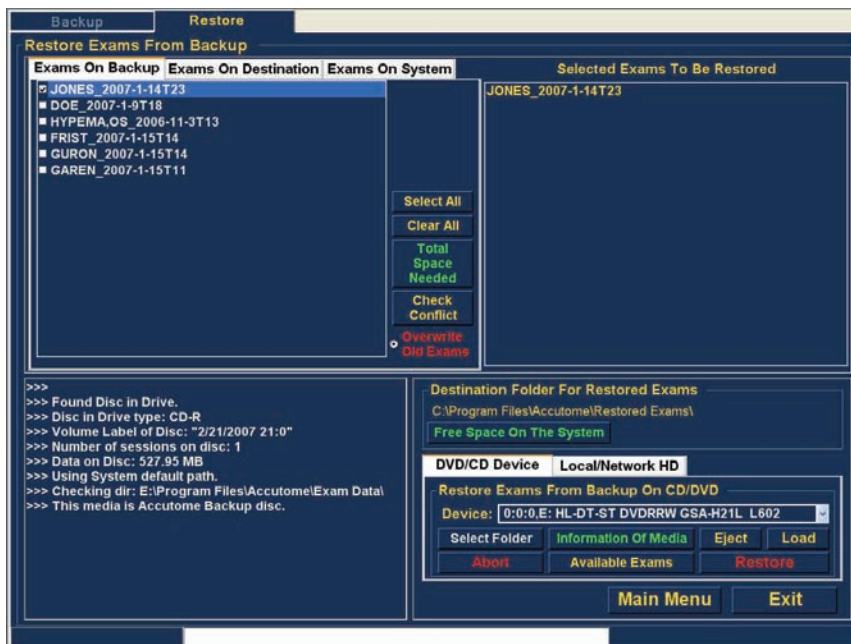 Backup
Restore
Restore Exams From Backup
Exams On Backup
Exams On Destination
Exams On System
JONES_2007-1-14T23
DOE_2007-1-9T18
HYPEMA,OS_2006-11-3T13
FRIST_2007-1-15T14
GURON_2007-1-15T14
GAREN_2007-1-15T11
Select All
Clear All
Total
Space
Needed
Check
Conflict
Overwrite
Old Exams
Selected Exams To Be Restored
JONES_2007-1-14T23
>>>
>>> Found Disc in Drive.
>>> Disc in Drive type: CD-R
>>> Volume Label of Disc: "2/21/2007 21:0"
>>> Number of sessions on disc: 1
>>> Data on Disc: 527.95 MB
>>> Using System default path.
>>> Checking dir: E:\Program Files\Accutome\Exam Data\
>>> This media is Accutome Backup disc.
Destination Folder For Restored Exams
C:\Program Files\Accutome\Restored Exams\
Free Space On The System
DVD/CD Device
Local/Network HD
Restore Exams From Backup On CD/DVD
Device: 0:0:0,E: HL-DT-ST DVDRRW GSA-H21L L602
Select Folder
Information Of Media
Eject
Load
Abort
Available Exams
Restore
Main Menu
Exit